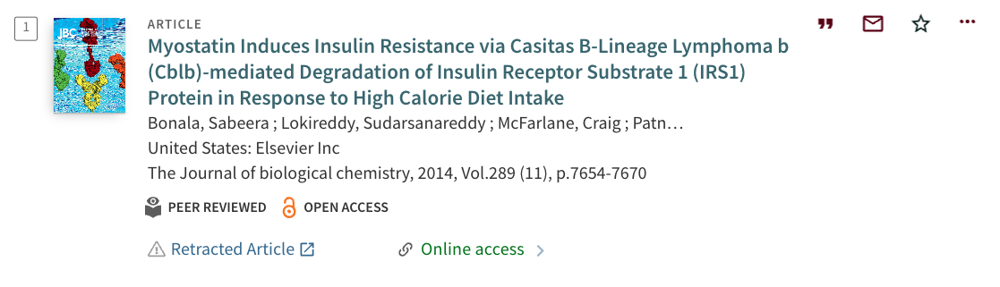 1
JBC
ARTICLE
Myostatin Induces Insulin Resistance via Casitas B-Lineage Lymphoma b
(Cblb)-mediated Degradation of Insulin Receptor Substrate 1 (IRS1)
Protein in Response to High Calorie Diet Intake
Bonala, Sabeera ; Lokireddy, Sudarsanareddy ; McFarlane, Craig ; Patn…
United States: Elsevier Inc
The Journal of biological chemistry, 2014, Vol.289 (11), p.7654-7670
PEER REVIEWED OPEN ACCESS
Retracted Article Online access